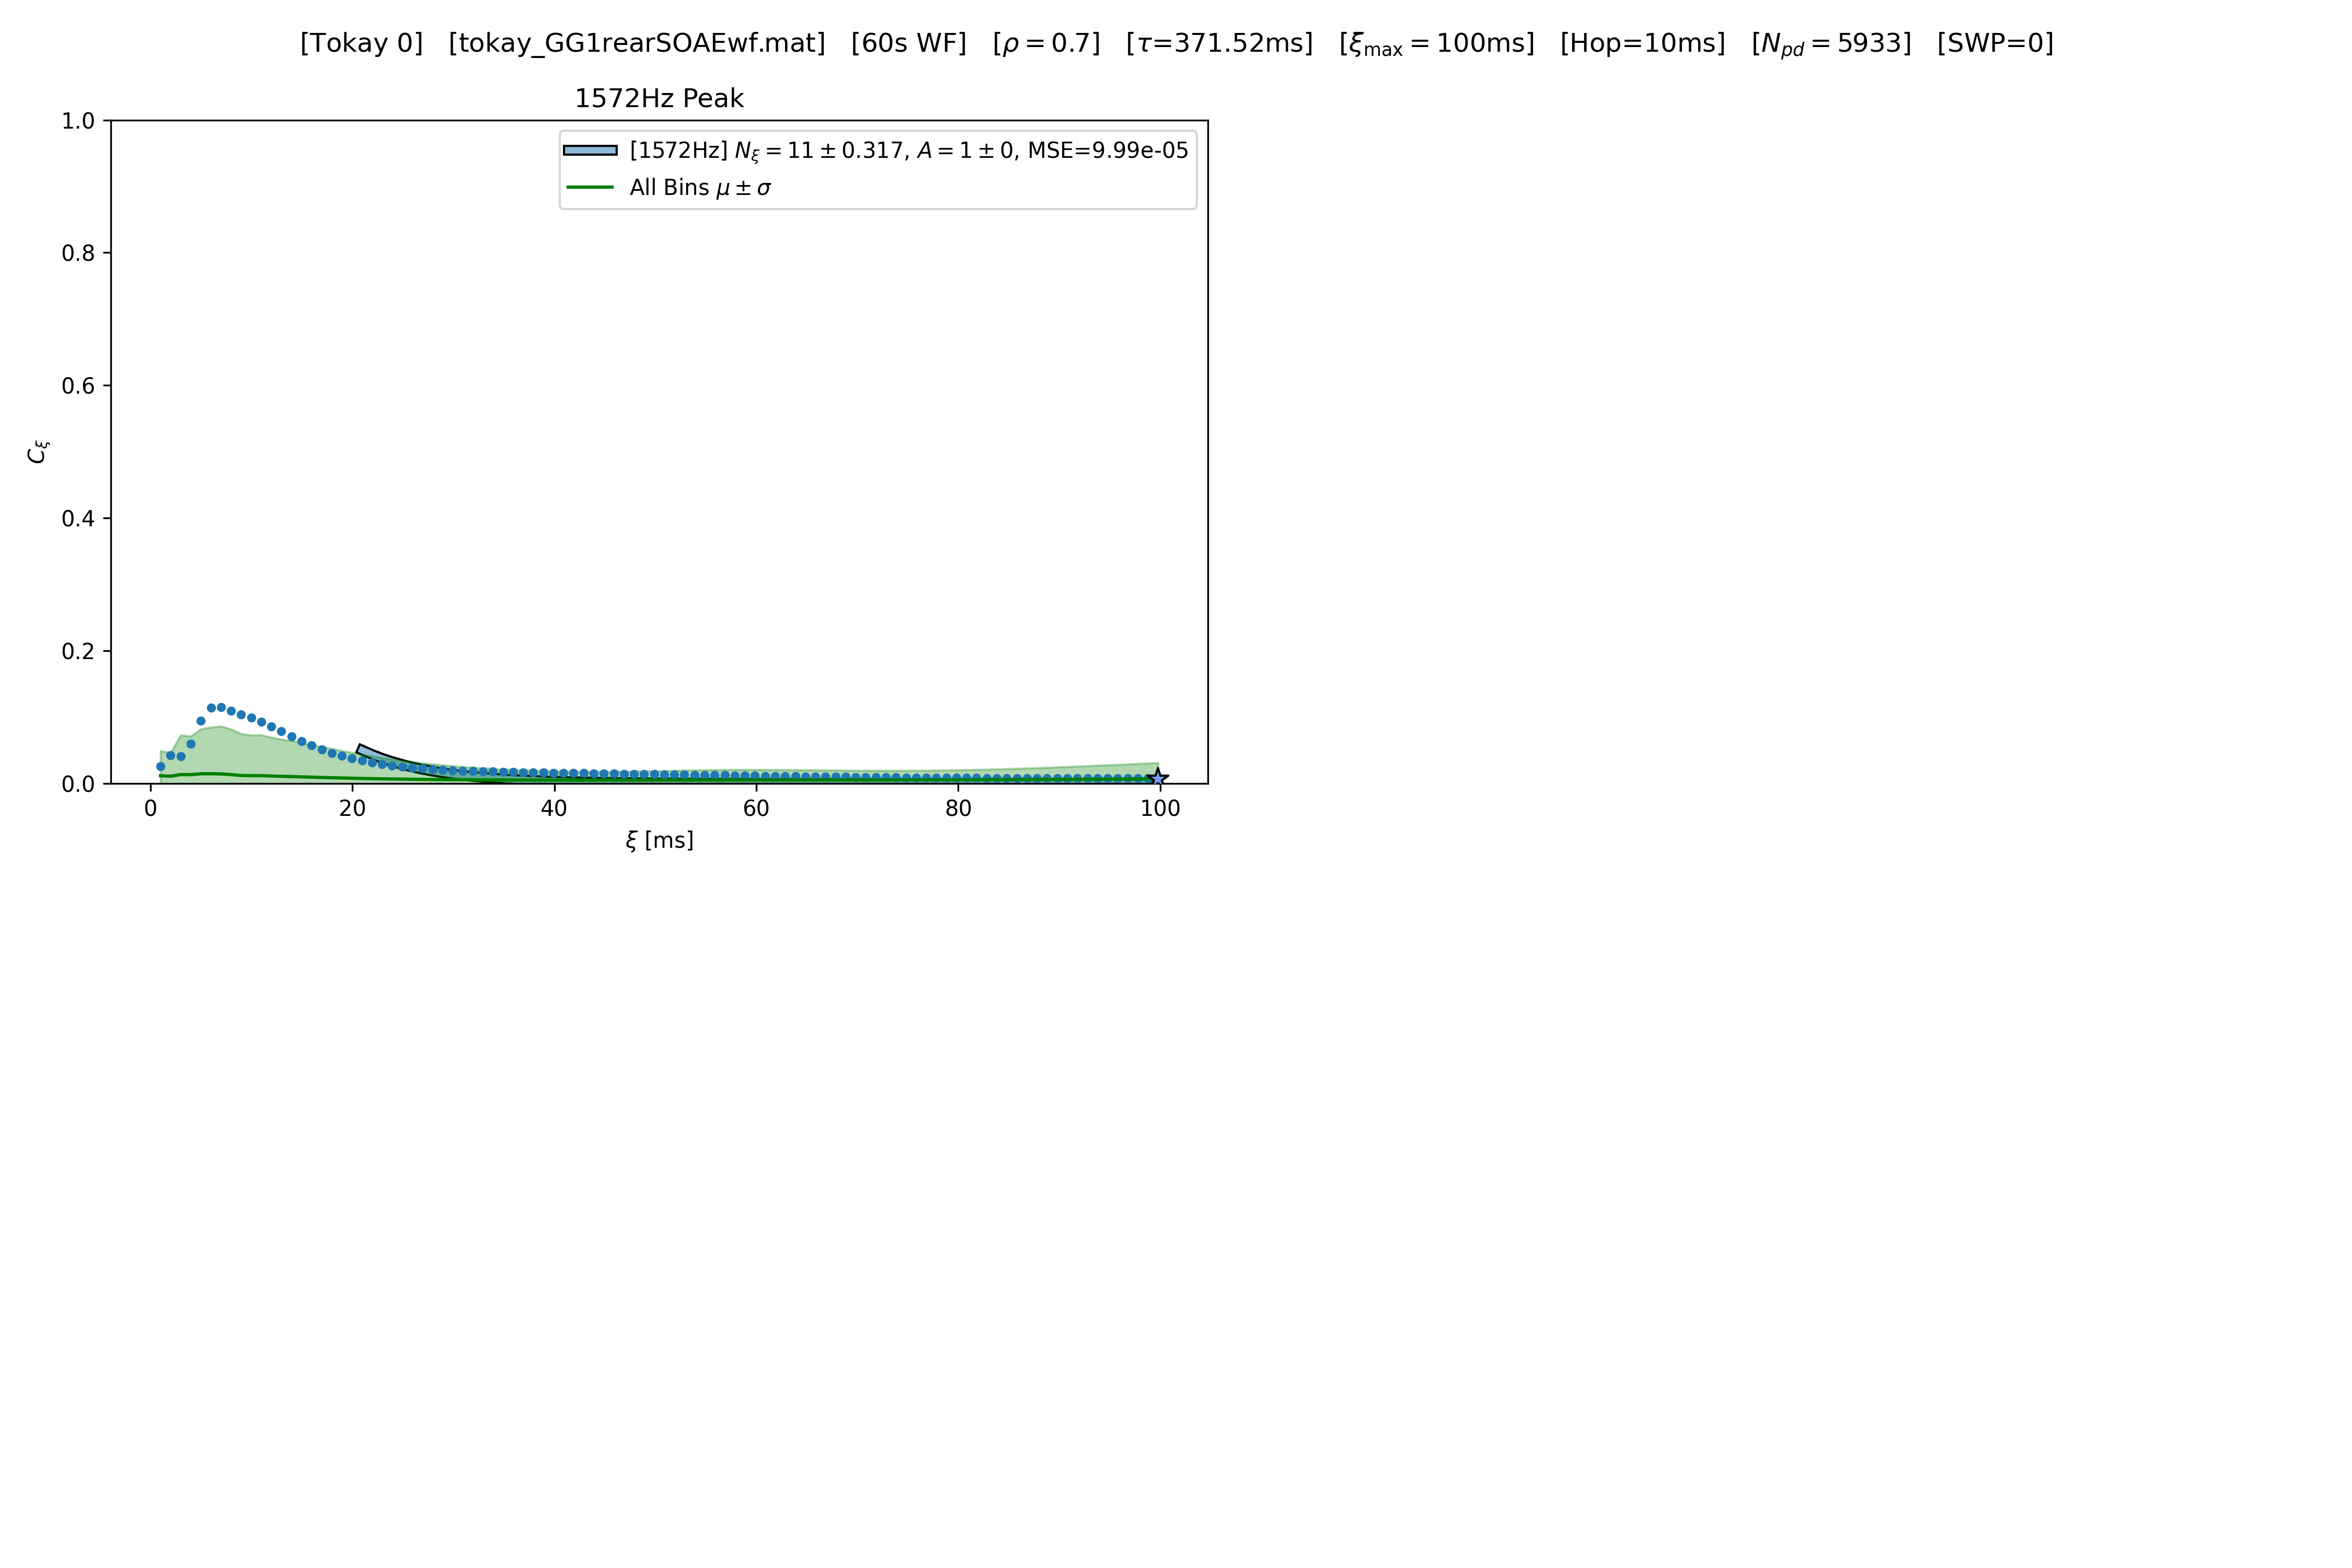 [Tokay 0] [tokay_GG1rearSOAEwf.mat] [60s WF] [ρ = 0.7] [τ=371.52ms] [ξmax = 100ms] [Hop=10ms] [Npd = 5933] [SWP=0]
1572Hz Peak
[1572Hz] Nξ = 11 ± 0.317, A = 1 ± 0, MSE=9.99e-05
All Bins μ ± σ
1.0
0.8
0.6
0.4
0.2
0.0
Cξ
0 20 40 60 80 100
ξ [ms]